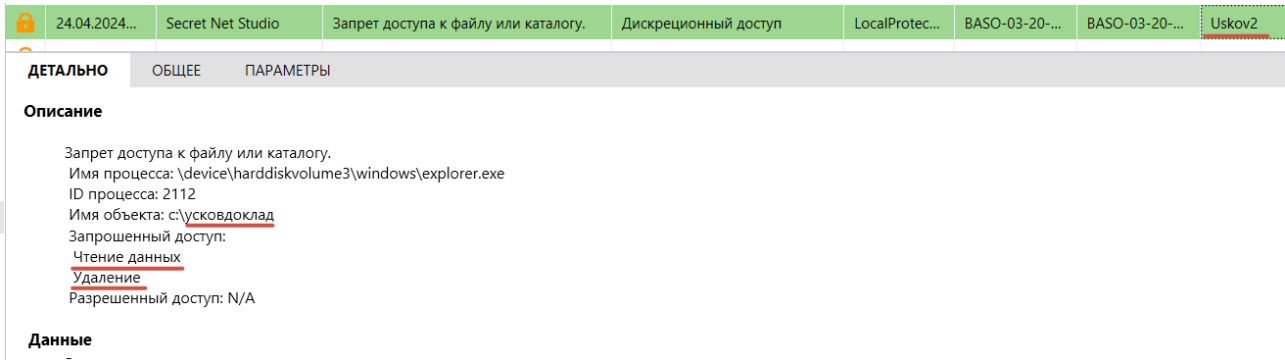 24.04.2024... Secret Net Studio Запрет доступа к файлу или каталогу. Дискреционный доступ LocalProtec... BASO-03-20-... BASO-03-20-... Uskov2
ДЕТАЛЬНО ОБЩЕЕ ПАРАМЕТРЫ
Описание
Запрет доступа к файлу или каталогу.
Имя процесса: \device\harddiskvolume3\windows\explorer.exe
ID процесса: 2112
Имя объекта: c:\усковдоклад
Запрошенный доступ:
Чтение данных
Удаление
Разрешенный доступ: N/A
Данные